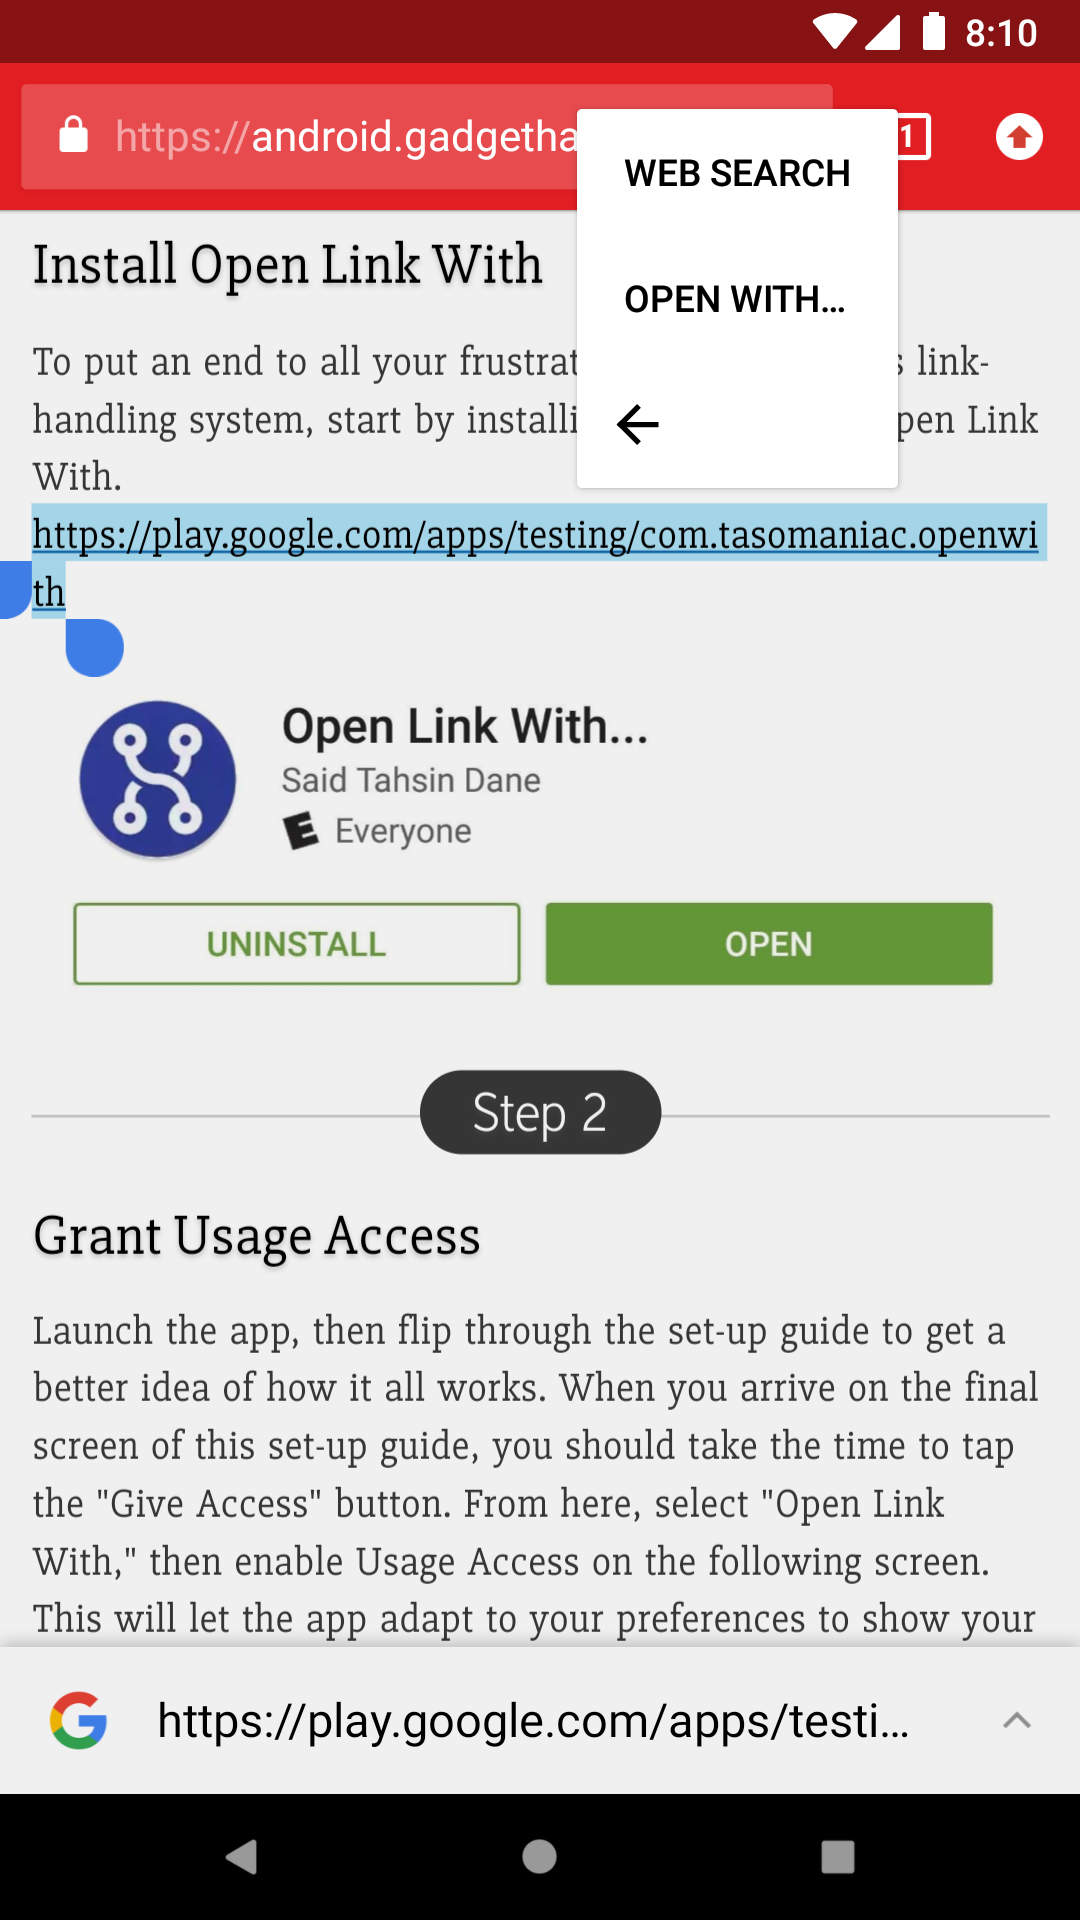 8:10
https://android.gadgetha
1
WEB SEARCH
OPEN WITH...
Install Open Link With
To put an end to all your link-
handling system, start by Link
With.
https://play.google.com/apps/testing/com.tasomaniac.openwi
th
Open Link With...
Said Tahsin Dane
E Everyone
UNINSTALL
OPEN
Step 2
Grant Usage Access
Launch the app, then flip through the set-up guide to get a
better idea of how it all works. When you arrive on the final
screen of this set-up guide, you should take the time to tap
the "Give Access" button. From here, select "Open Link
With," then enable Usage Access on the following screen.
This will let the app adapt to your preferences to show your
G https://play.google.com/apps/testi...